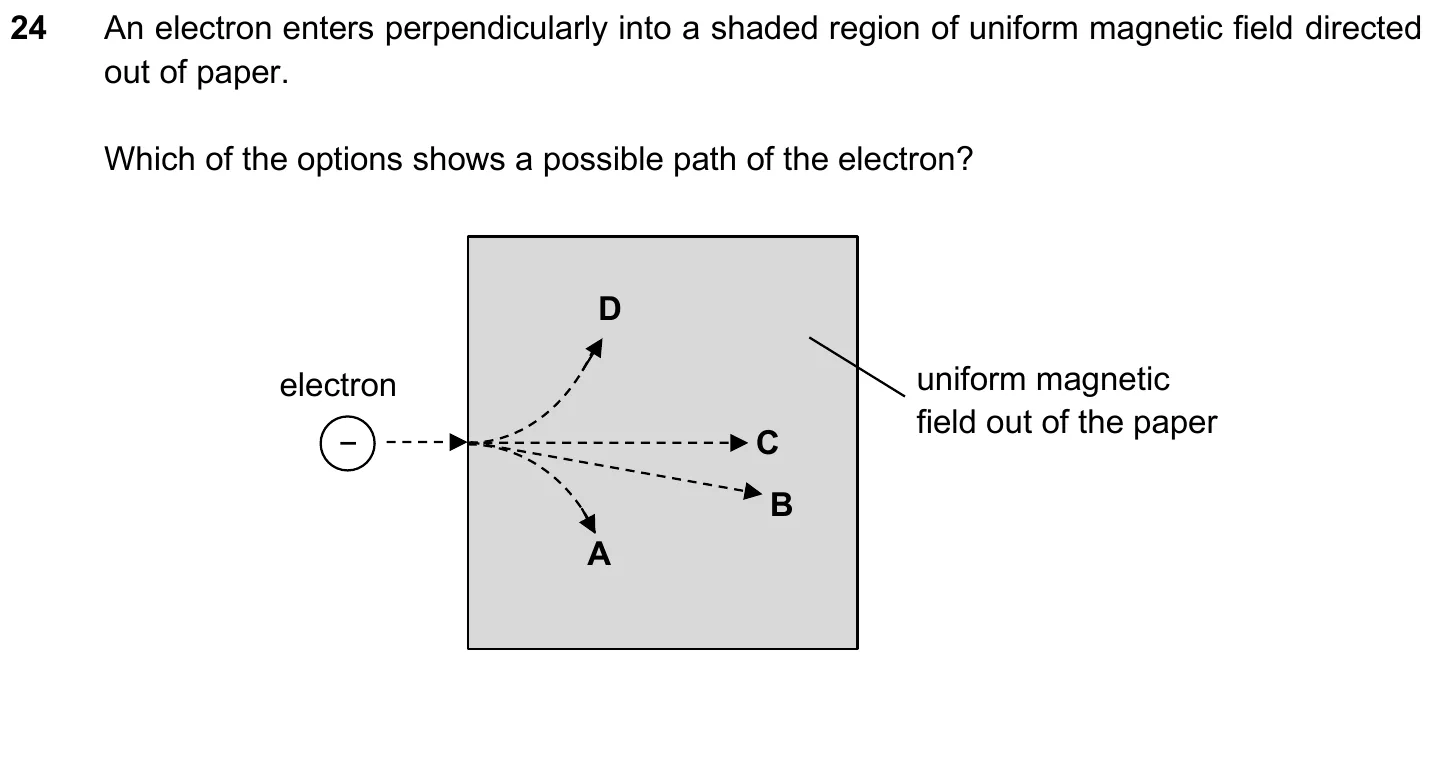 24 An electron enters perpendicularly into a shaded region of uniform magnetic field directed
out of paper.
Which of the options shows a possible path of the electron?
D
electron
uniform magnetic
field out of the paper
−
C
B
A